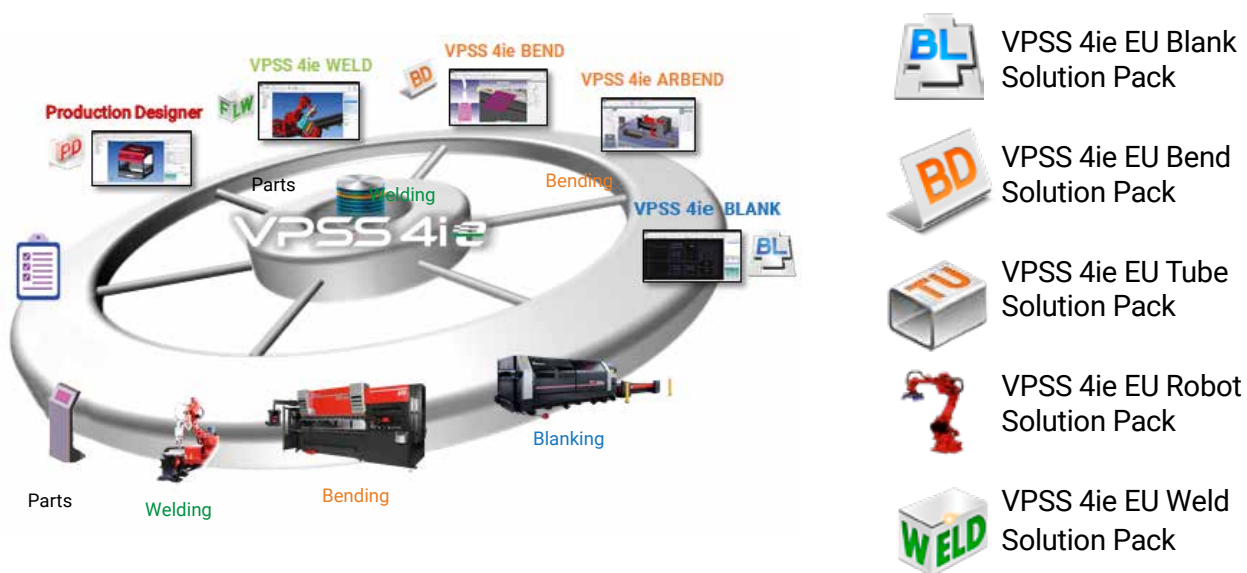 VPSS 4ie BEND
VPSS 4ie WELD
BD
VPSS 4ie ARBEND
FLW
Production Designer
PD
Parts
Welding
Bending
VPSS 4ie BLANK
VPSS 4ie
BL
Blanking
Parts
Welding
Bending
BL
VPSS 4ie EU Blank
Solution Pack
BD
VPSS 4ie EU Bend
Solution Pack
TU
VPSS 4ie EU Tube
Solution Pack
VPSS 4ie EU Robot
Solution Pack
WELD
VPSS 4ie EU Weld
Solution Pack